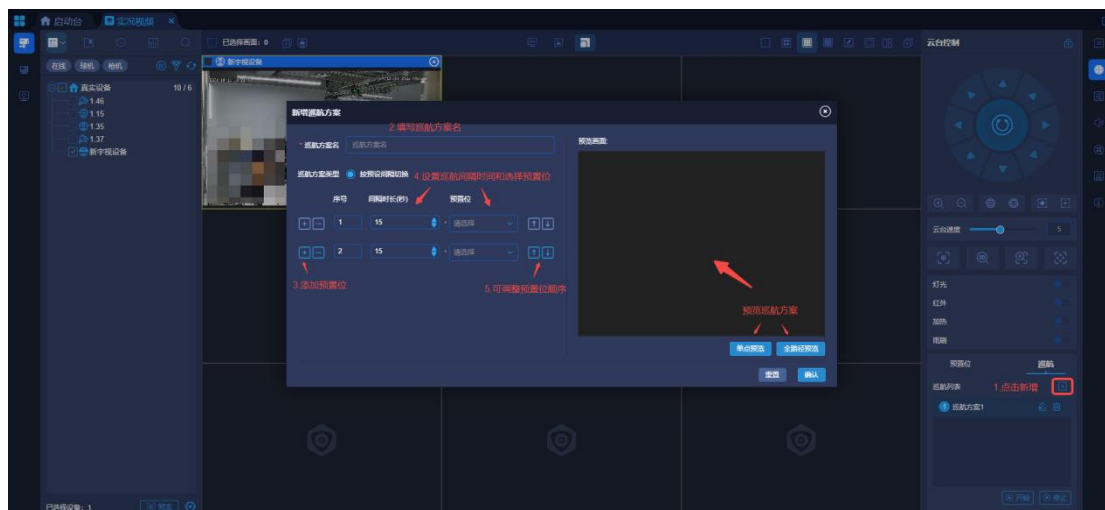 启动台
实况视频
已选择画面: 0
云台控制
在线 球机 枪机
新宇视设备
真实设备 10 / 6
1.46
1.15
1.35
1.37
新宇视设备
新增巡航方案
2.填写巡航方案名
* 巡航方案名 巡航方案名
预览画面:
巡航方案类型 按预设间隔切换 4.设置巡航间隔时间和选择预置位
序号 间隔时长(秒) 预置位
1 15 * 请选择
2 15 * 请选择
3.添加预置位
5.可调整预置位顺序
预览巡航方案
单点预览 全路径预览
重置 确认
云台速度 5
灯光
红外
加热
雨刷
预置位 巡航
巡航列表 1.点击新增
1 巡航方案1
开始 停止
已选择设备: 1